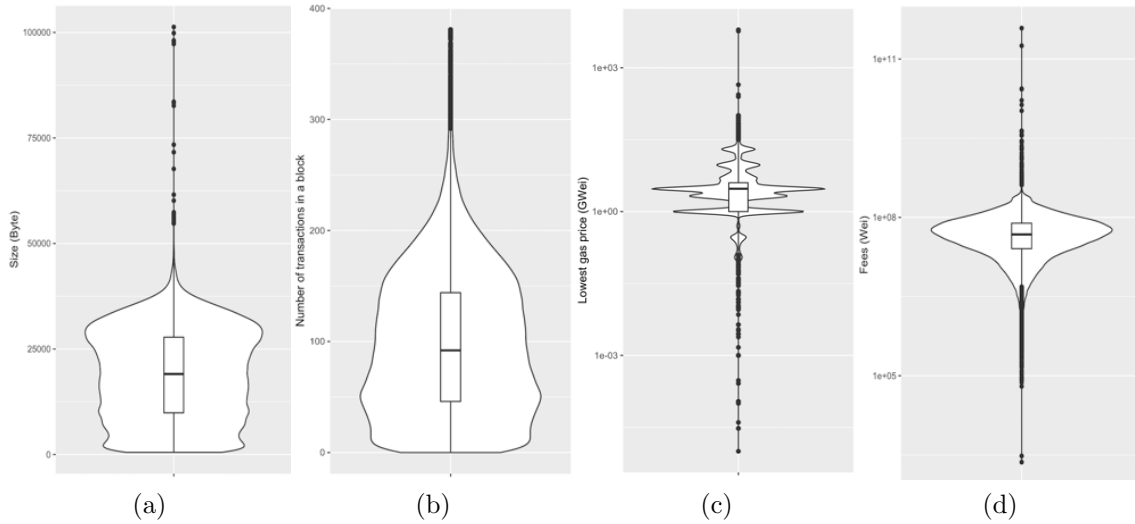 Size (Byte)
100000
75000
50000
25000
0
(a)
Number of transactions in a block
400
300
200
100
0
(b)
Lowest gas price (GWei)
1e+03
1e+00
1e-03
(c)
Fees (Wei)
1e+11
1e+08
1e+05
(d)